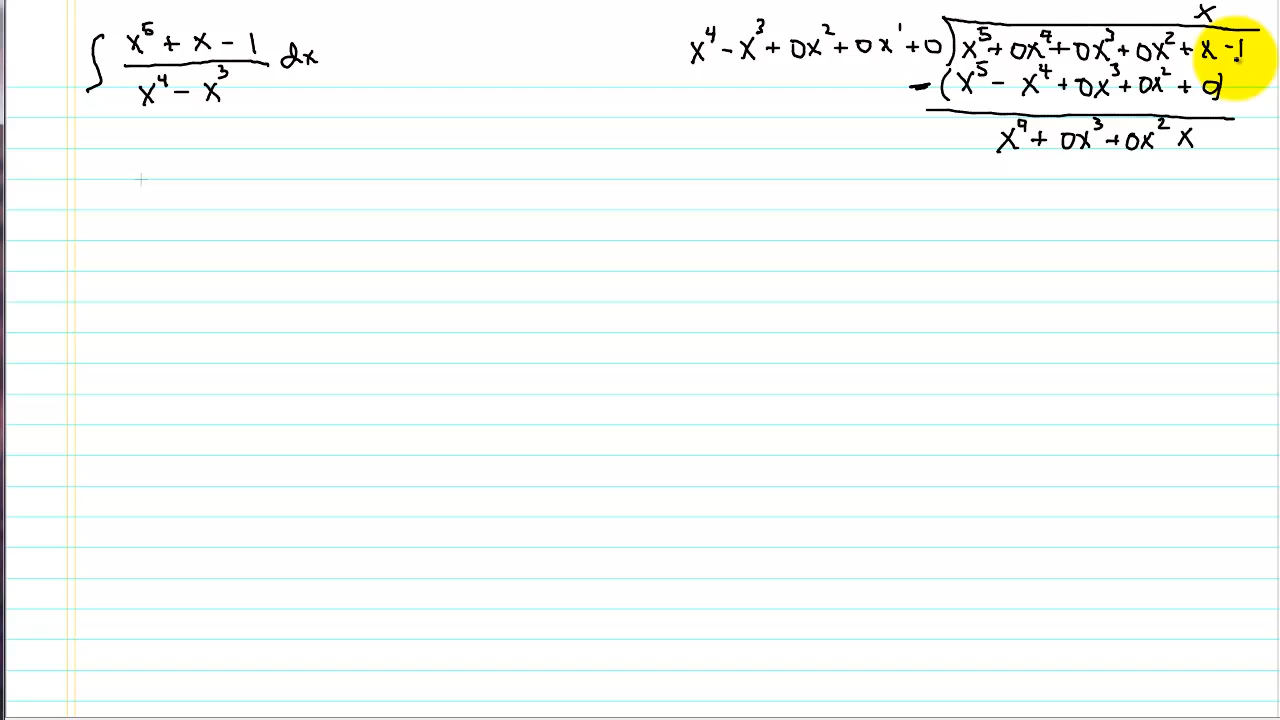 ∫ (x⁵ + x - 1)/(x⁴ - x³) dx
x
x⁴ - x³ + 0x² + 0x¹ + 0) x⁵ + 0x⁴ + 0x³ + 0x² + x - 1
- (x⁵ - x⁴ + 0x³ + 0x² + 0)
x⁴ + 0x³ + 0x² x